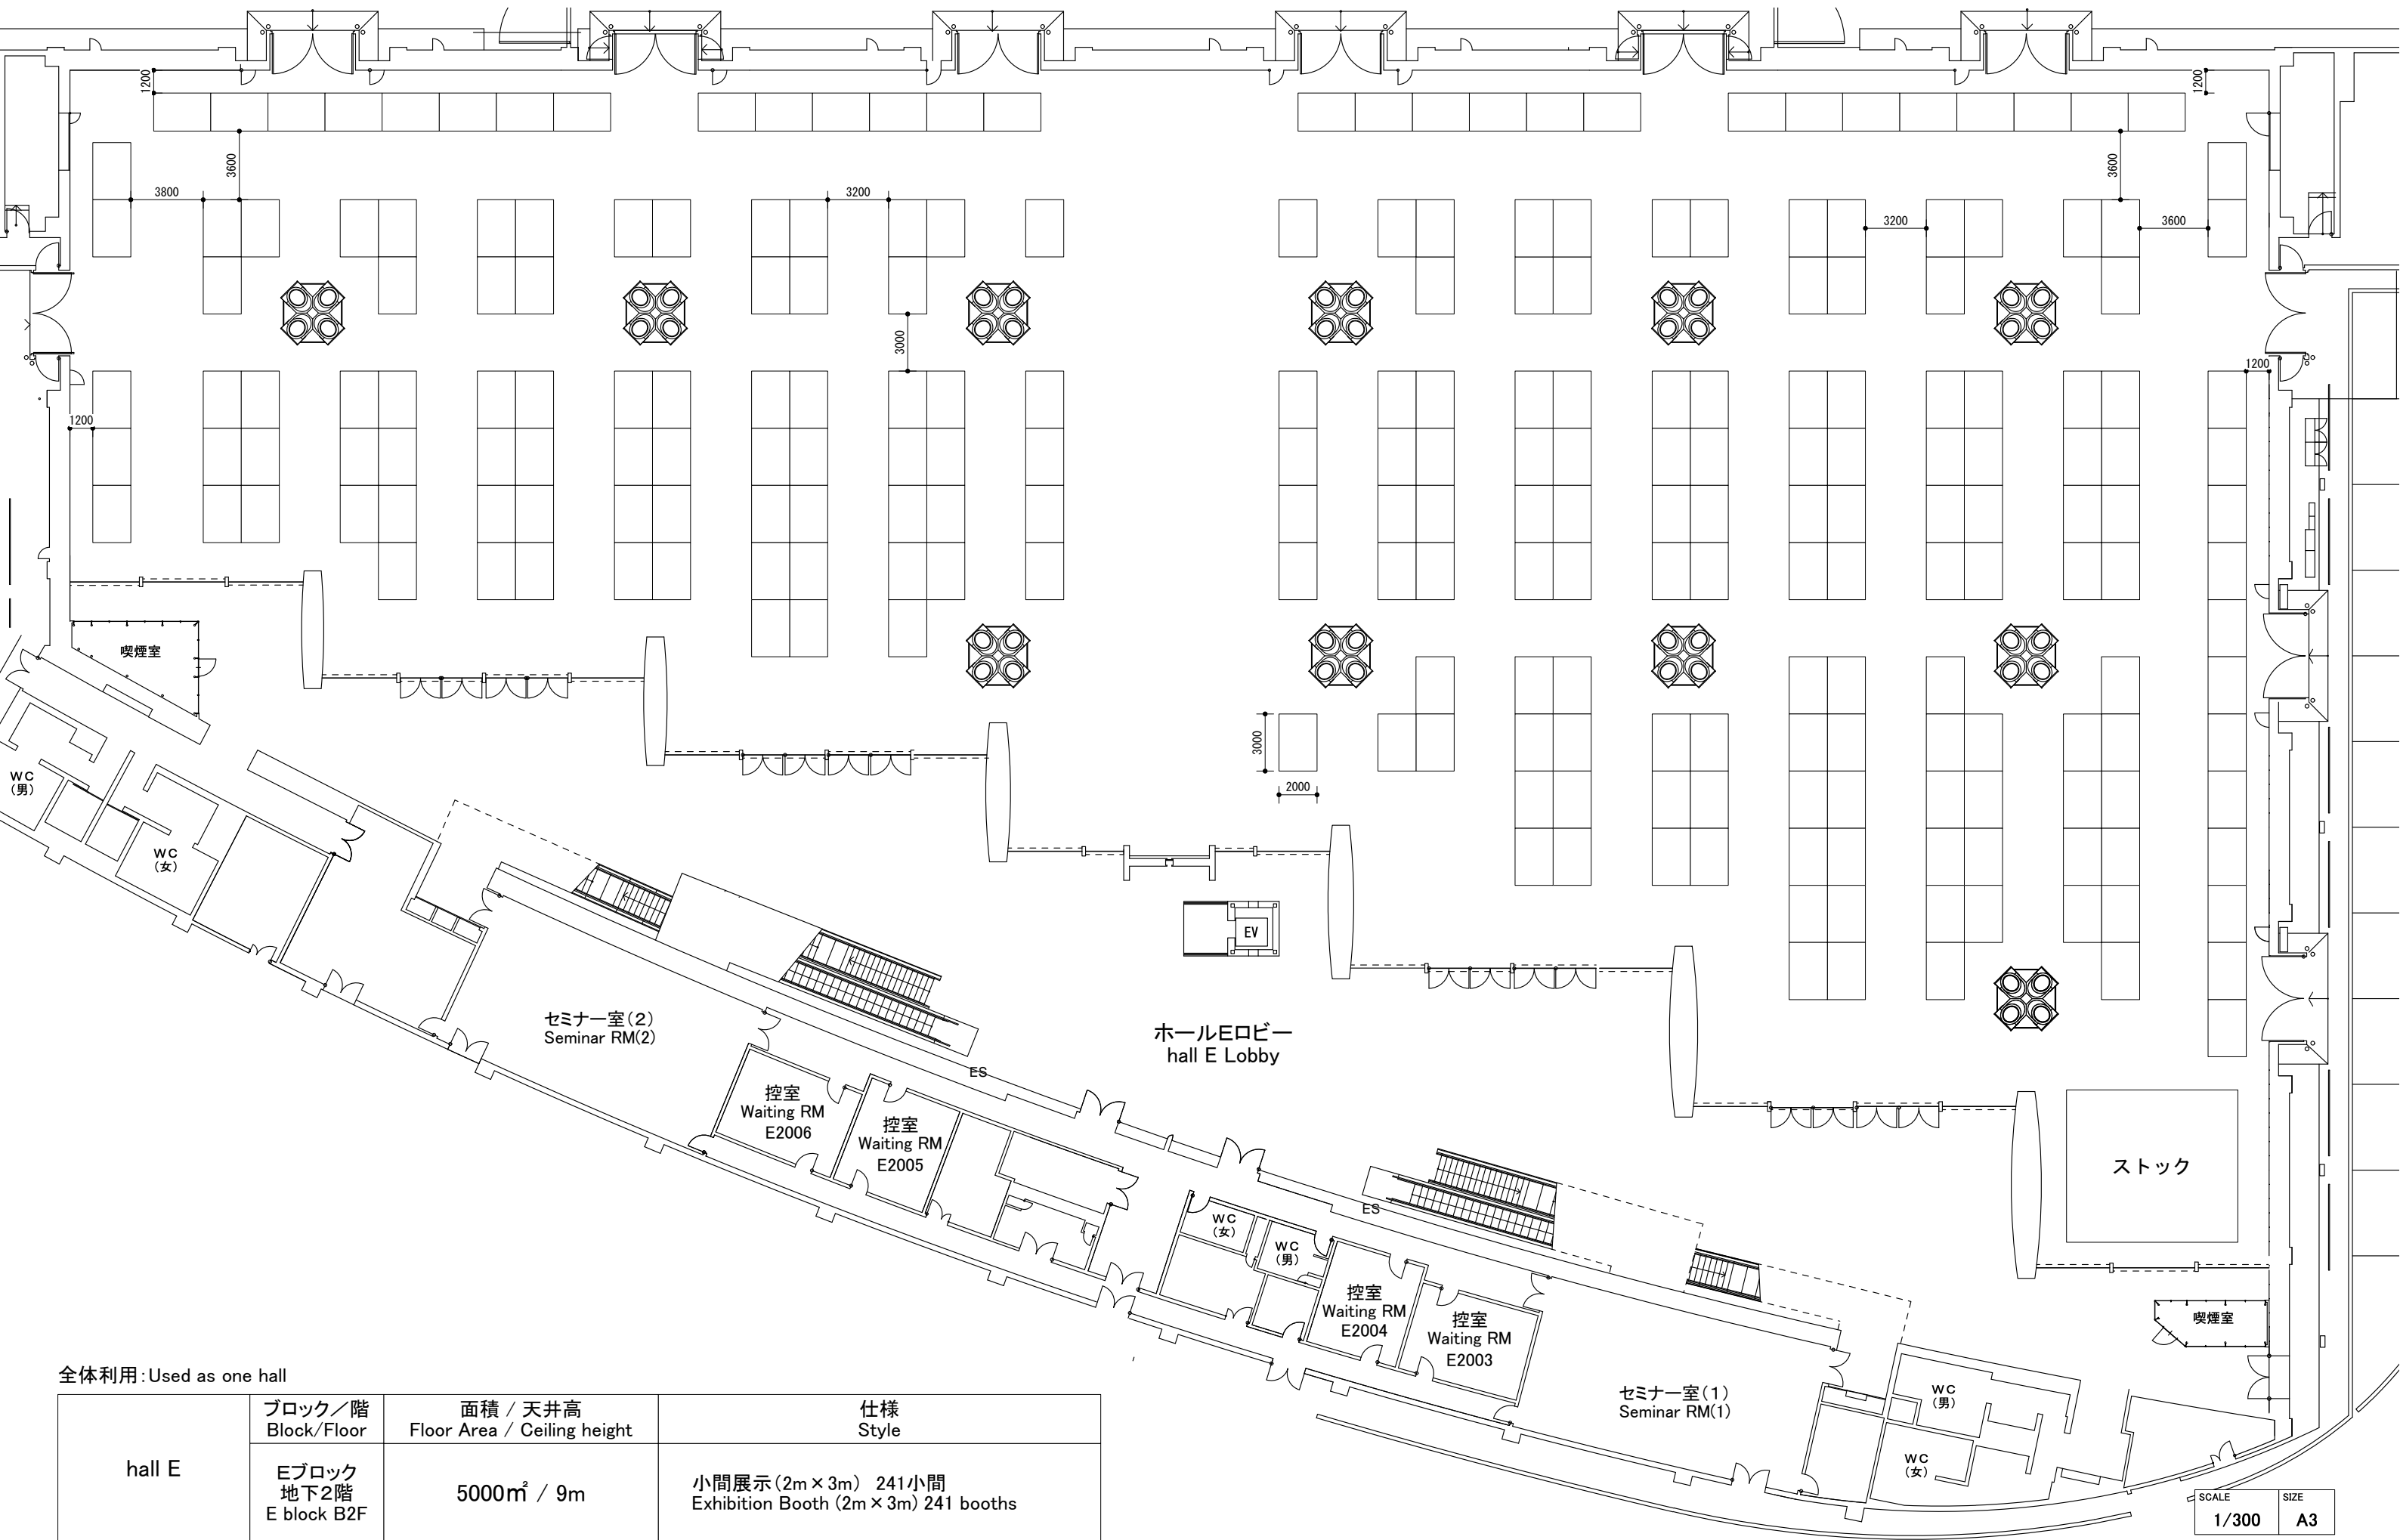 1200
1200
3600
3800
3200
3000
3600
3200
3600
1200
1200
喫煙室
WC
(男)
WC
(女)
3000
2000
EV
セミナー室(2)
Seminar RM(2)
ホールEロビー
hall E Lobby
ES
控室
Waiting RM
E2006
控室
Waiting RM
E2005
ストック
ES
WC
(女)
WC
(男)
控室
Waiting RM
E2004
控室
Waiting RM
E2003
喫煙室
セミナー室(1)
Seminar RM(1)
WC
(男)
WC
(女)
全体利用:Used as one hall
hall E
ブロック/階
Block/Floor
面積 / 天井高
Floor Area / Ceiling height
仕様
Style
Eブロック
地下2階
E block B2F
5000㎡ / 9m
小間展示(2m×3m) 241小間
Exhibition Booth (2m×3m) 241 booths
SCALE
1/300
SIZE
A3